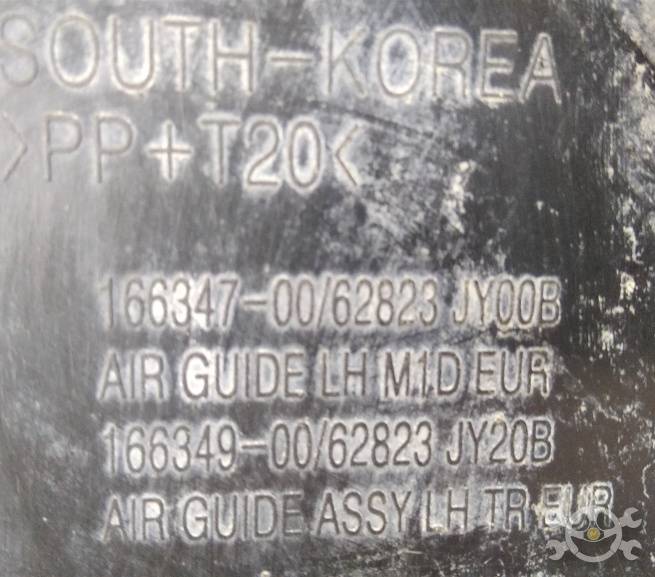 SOUTH-KOREA
>PP+T20<
166347-00/62823 JY00B
AIR GUIDE LH M1D EUR
166349-00/62823 JY20B
AIR GUIDE ASSY LH TR EUR